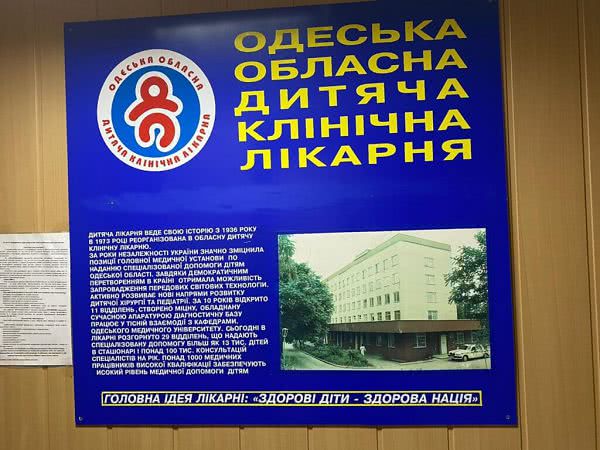 ОДЕСЬКА
ОБЛАСНА
ДИТЯЧА
КЛІНІЧНА
ЛІКАРНЯ
ОДЕСЬКА ОБЛАСНА
ДИТЯЧА КЛІНІЧНА ЛІКАРНА
ДИТЯЧА ЛІКАРНЯ ВЕДЕ СВОЮ ІСТОРІЮ З 1936 РОКУ
В 1973 РОЦІ РЕОРГАНІЗОВАНА В ОБЛАСНУ ДИТЯЧУ
КЛІНІЧНУ ЛІКАРНЮ.
ЗА РОКИ НЕЗАЛЕЖНОСТІ УКРАЇНИ ЗНАЧНО ЗМІЦНИЛА
ПОЗИЦІЇ ГОЛОВНОЇ МЕДИЧНОЇ УСТАНОВИ ПО
НАДАННЮ СПЕЦІАЛІЗОВАНОЇ ДОПОМОГИ ДІТЯМ
ОДЕСЬКОЇ ОБЛАСТІ. ЗАВДЯКИ ДЕМОКРАТИЧНИМ
ПЕРЕТВОРЕННЯМ В КРАЇНІ ОТРИМАЛА МОЖЛИВІСТЬ
ЗАПРОВАДЖЕННЯ ПЕРЕДОВИХ СВІТОВИХ ТЕХНОЛОГІЇ.
АКТИВНО РОЗВИВАЄ НОВІ НАПРЯМИ РОЗВИТКУ
ДИТЯЧОЇ ХІРУРГІЇ ТА ПЕДІАТРІЇ. ЗА 10 РОКІВ ВІДКРИТО
11 ВІДДІЛЕНЬ, СТВОРЕНО МІЦНУ, ОБЛАДНАНУ
СУЧАСНОЮ АПАРАТУРОЮ ДІАГНОСТИЧНУ БАЗУ
ПРАЦЮЄ У ТІСНІЙ ВЗАЄМОДІЇ З КАФЕДРАМИ.
ОДЕСЬКОГО МЕДИЧНОГО УНІВЕРСИТЕТУ. СЬОГОДНІ В
ЛІКАРНІ РОЗГОРНУТО 29 ВІДДІЛЕНЬ, ЩО НАДАЮТЬ
СПЕЦІАЛІЗОВАНУ ДОПОМОГУ БІЛЬШ ЯК 13 ТИС. ДІТЕЙ
В СТАЦІОНАРІ І ПОНАД 100 ТИС. КОНСУЛЬТАЦІЙ
СПЕЦІАЛІСТІВ НА РІК. ПОНАД 1000 МЕДИЧНИХ
ПРАЦІВНИКІВ ВИСОКОЇ КВАЛІФІКАЦІЇ ЗАБЕЗПЕЧУЮТЬ
ИСОКИЙ РІВЕНЬ МЕДИЧНОЇ ДОПОМОГИ ДІТЯМ
ГОЛОВНА ІДЕЯ ЛІКАРНІ: «ЗДОРОВІ ДІТИ - ЗДОРОВА НАЦІЯ»